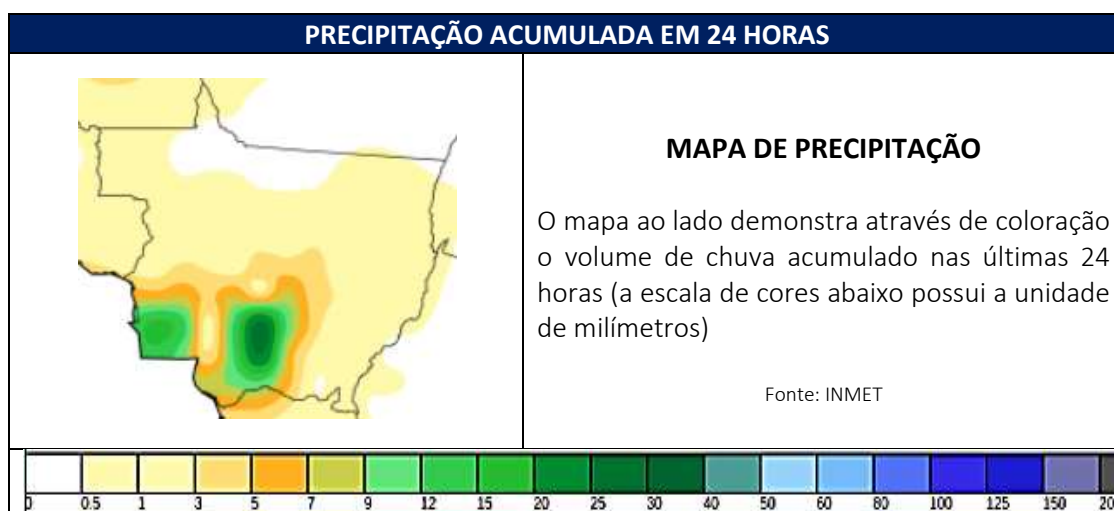 PRECIPITAÇÃO ACUMULADA EM 24 HORAS
MAPA DE PRECIPITAÇÃO
O mapa ao lado demonstra através de coloração
o volume de chuva acumulado nas últimas 24
horas (a escala de cores abaixo possui a unidade
de milímetros)
Fonte: INMET
0 0.5 1 3 5 7 9 12 15 20 25 30 40 50 60 80 100 125 150